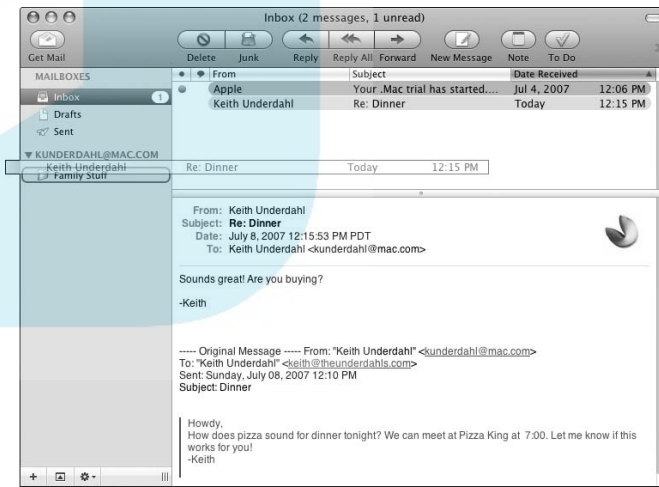 Inbox (2 messages, 1 unread)
Get Mail Delete Junk Reply Reply All Forward New Message Note To Do
MAILBOXES
Inbox 1
Drafts
Sent
KUNDERDAHL@MAC.COM
Family Stuff
From Subject Date Received
Apple Your .Mac trial has started.... Jul 4, 2007 12:06 PM
Keith Underdahl Re: Dinner Today 12:15 PM
Keith Underdahl Re: Dinner Today 12:15 PM
From: Keith Underdahl
Subject: Re: Dinner
Date: July 8, 2007 12:15:53 PM PDT
To: Keith Underdahl <kunderdahl@mac.com>
Sounds great! Are you buying?
-Keith
----- Original Message ----- From: "Keith Underdahl" <kunderdahl@mac.com>
To: "Keith Underdahl" <keith@theunderdahls.com>
Sent: Sunday, July 08, 2007 12:10 PM
Subject: Dinner
Howdy,
How does pizza sound for dinner tonight? We can meet at Pizza King at 7:00. Let me know if this
works for you!
-Keith